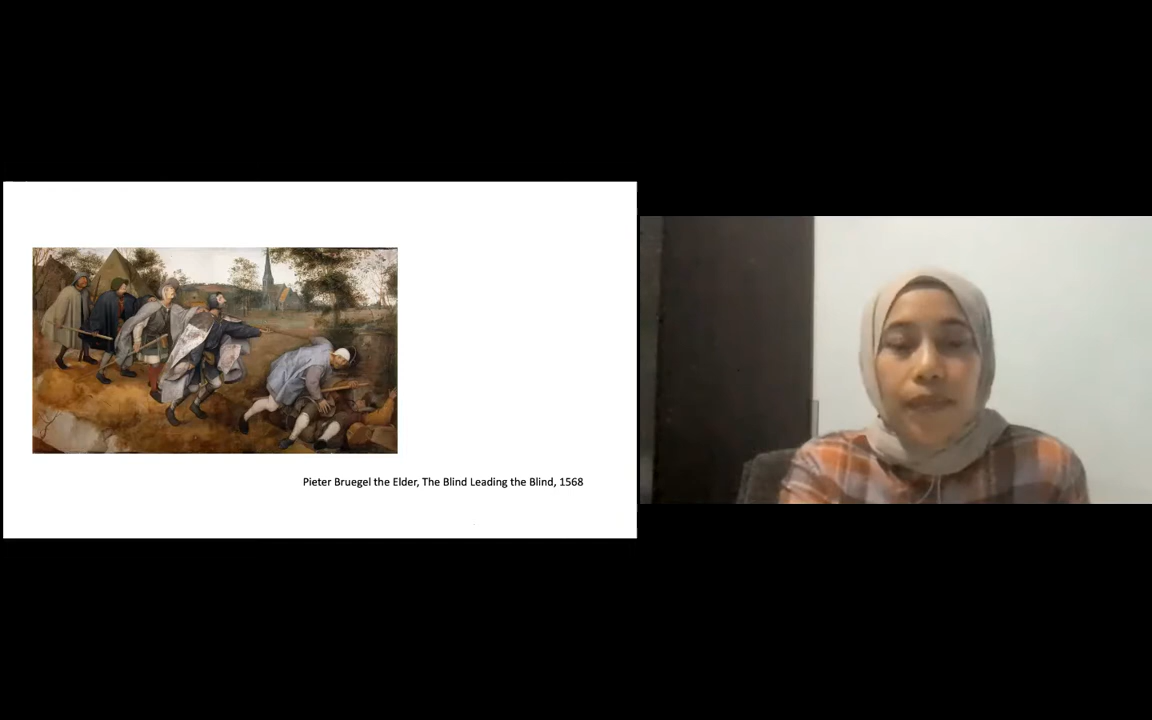 Pieter Bruegel the Elder, The Blind Leading the Blind, 1568